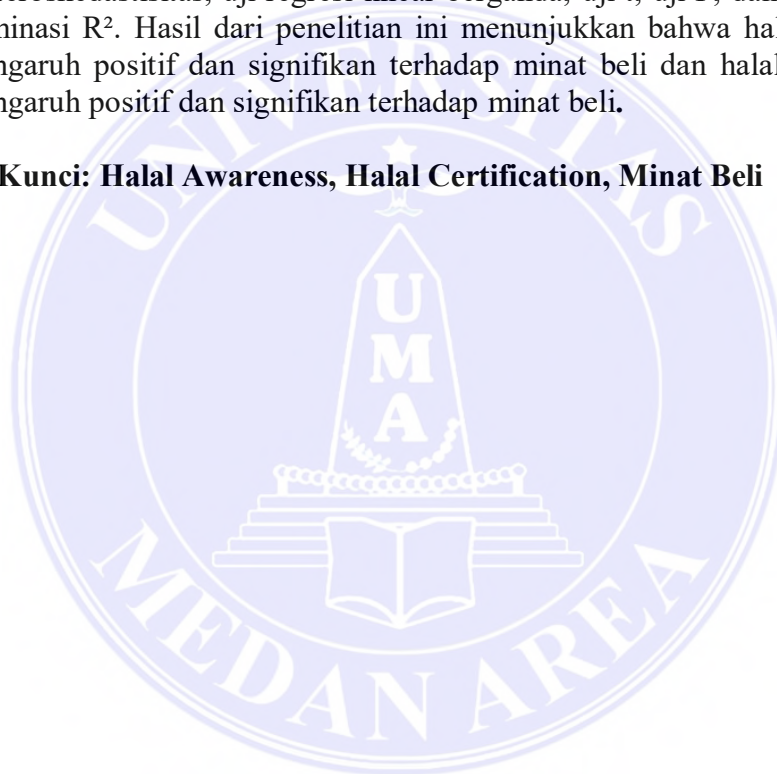 minasi R². Hasil dari penelitian ini menunjukkan bahwa hal
ngaruh positif dan signifikan terhadap minat beli dan halal
ngaruh positif dan signifikan terhadap minat beli.
Kunci: Halal Awareness, Halal Certification, Minat Beli
UNIVERSITAS
U
M
A
MEDAN AREA